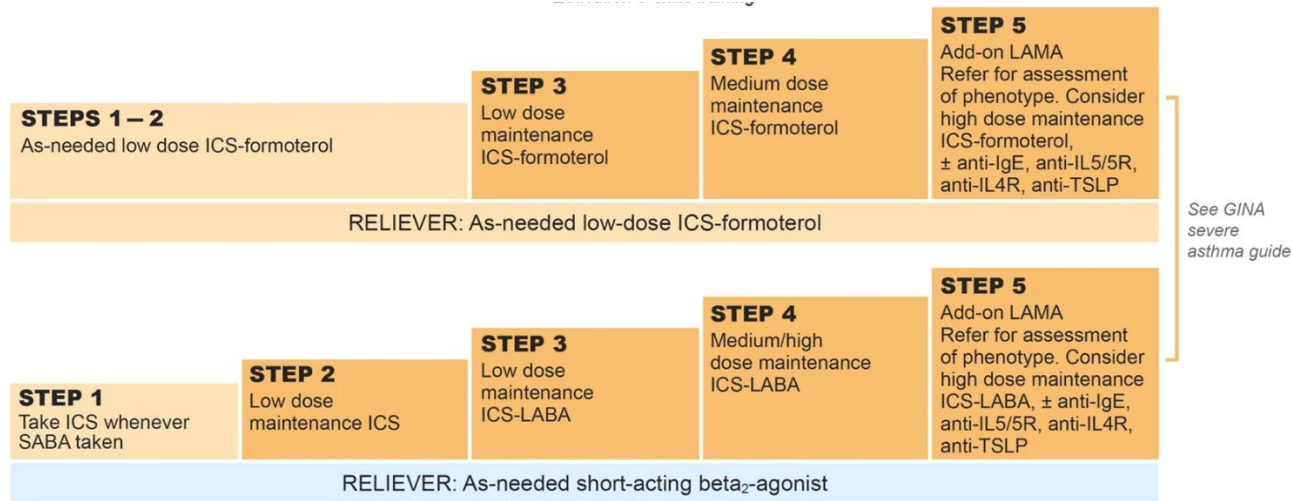 STEPS 1 – 2
As-needed low dose ICS-formoterol
STEP 3
Low dose
maintenance
ICS-formoterol
STEP 4
Medium dose
maintenance
ICS-formoterol
STEP 5
Add-on LAMA
Refer for assessment
of phenotype. Consider
high dose maintenance
ICS-formoterol,
± anti-IgE, anti-IL5/5R,
anti-IL4R, anti-TSLP
RELIEVER: As-needed low-dose ICS-formoterol
See GINA
severe
asthma guide
STEP 1
Take ICS whenever
SABA taken
STEP 2
Low dose
maintenance ICS
STEP 3
Low dose
maintenance
ICS-LABA
STEP 4
Medium/high
dose maintenance
ICS-LABA
STEP 5
Add-on LAMA
Refer for assessment
of phenotype. Consider
high dose maintenance
ICS-LABA, ± anti-IgE,
anti-IL5/5R, anti-IL4R,
anti-TSLP
RELIEVER: As-needed short-acting beta₂-agonist